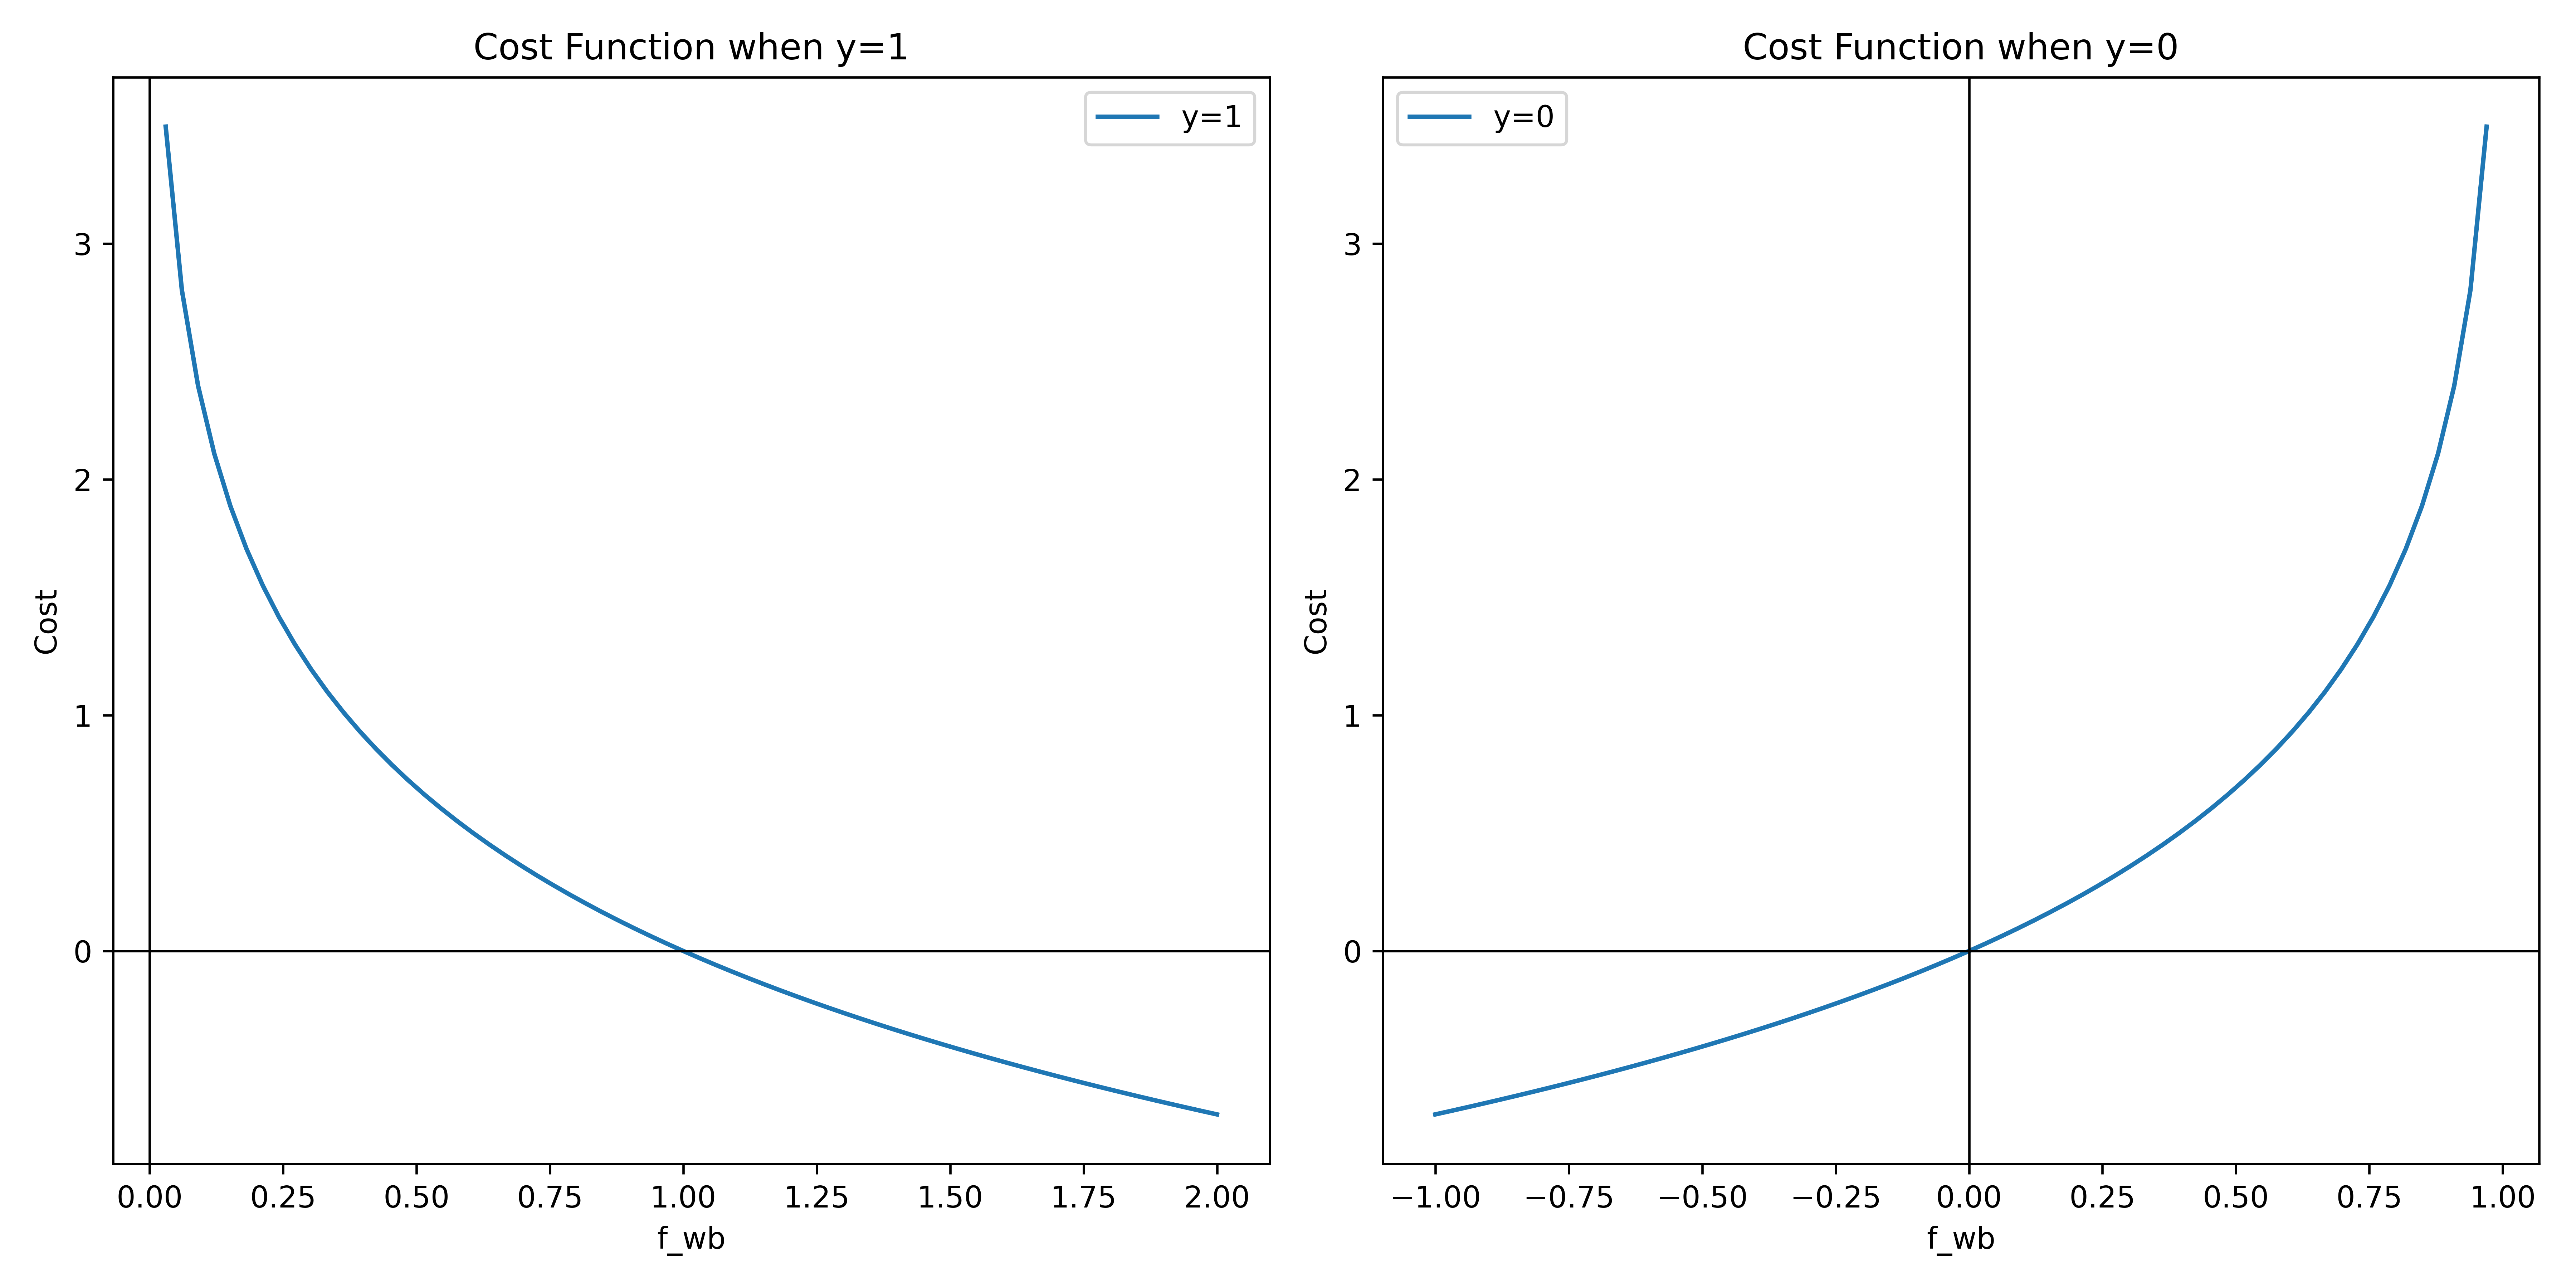 Cost Function when y=1
y=1
3
2
1
0
Cost
0.00 0.25 0.50 0.75 1.00 1.25 1.50 1.75 2.00
f_wb
Cost Function when y=0
y=0
3
2
1
0
Cost
−1.00 −0.75 −0.50 −0.25 0.00 0.25 0.50 0.75 1.00
f_wb